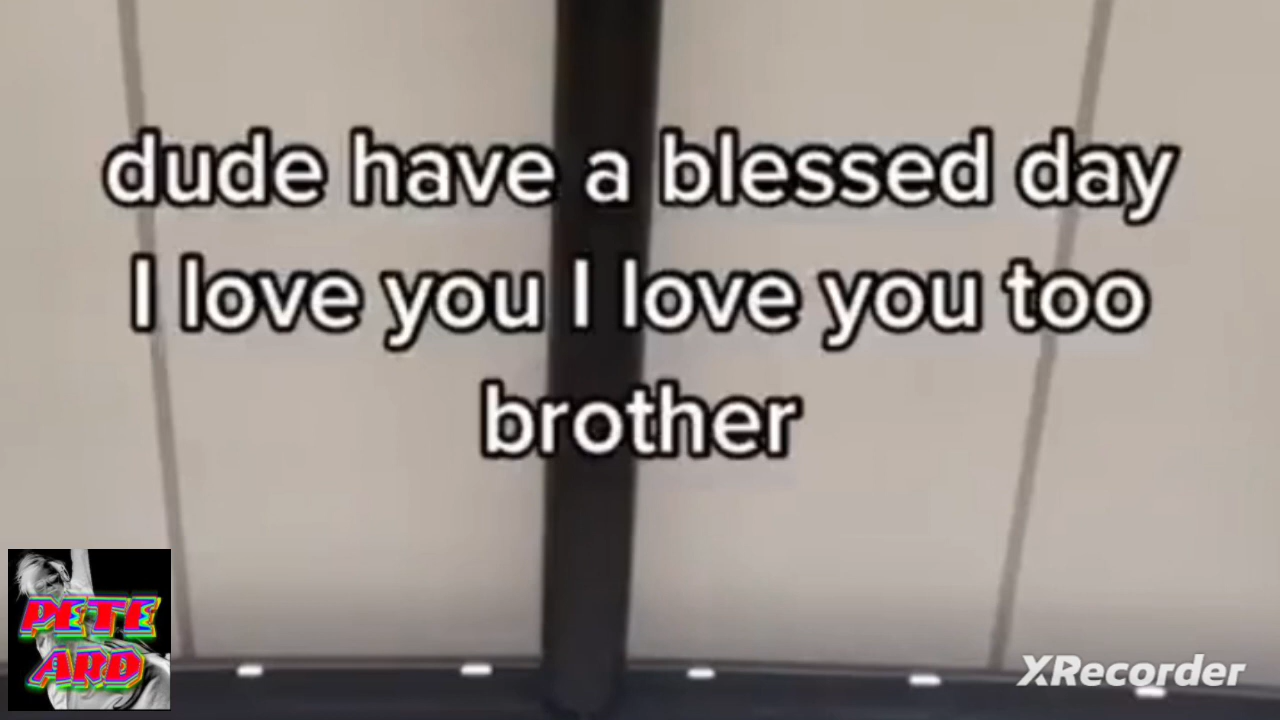 dude have a blessed day
I love you I love you too
brother
PETE
ARD
XRecorder